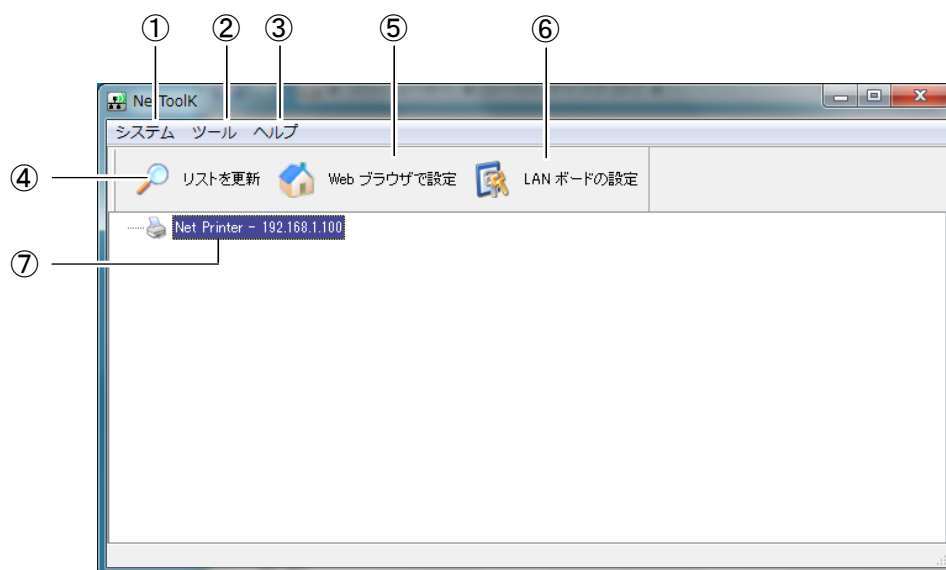 ① ② ③ ⑤ ⑥
NetToolK
システム ツール ヘルプ
④ リストを更新 Web ブラウザで設定 LAN ボードの設定
Net Printer - 192.168.1.100
⑦